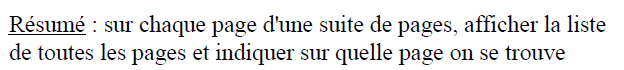 Résumé : sur chaque page d'une suite de pages, afficher la liste
de toutes les pages et indiquer sur quelle page on se trouve